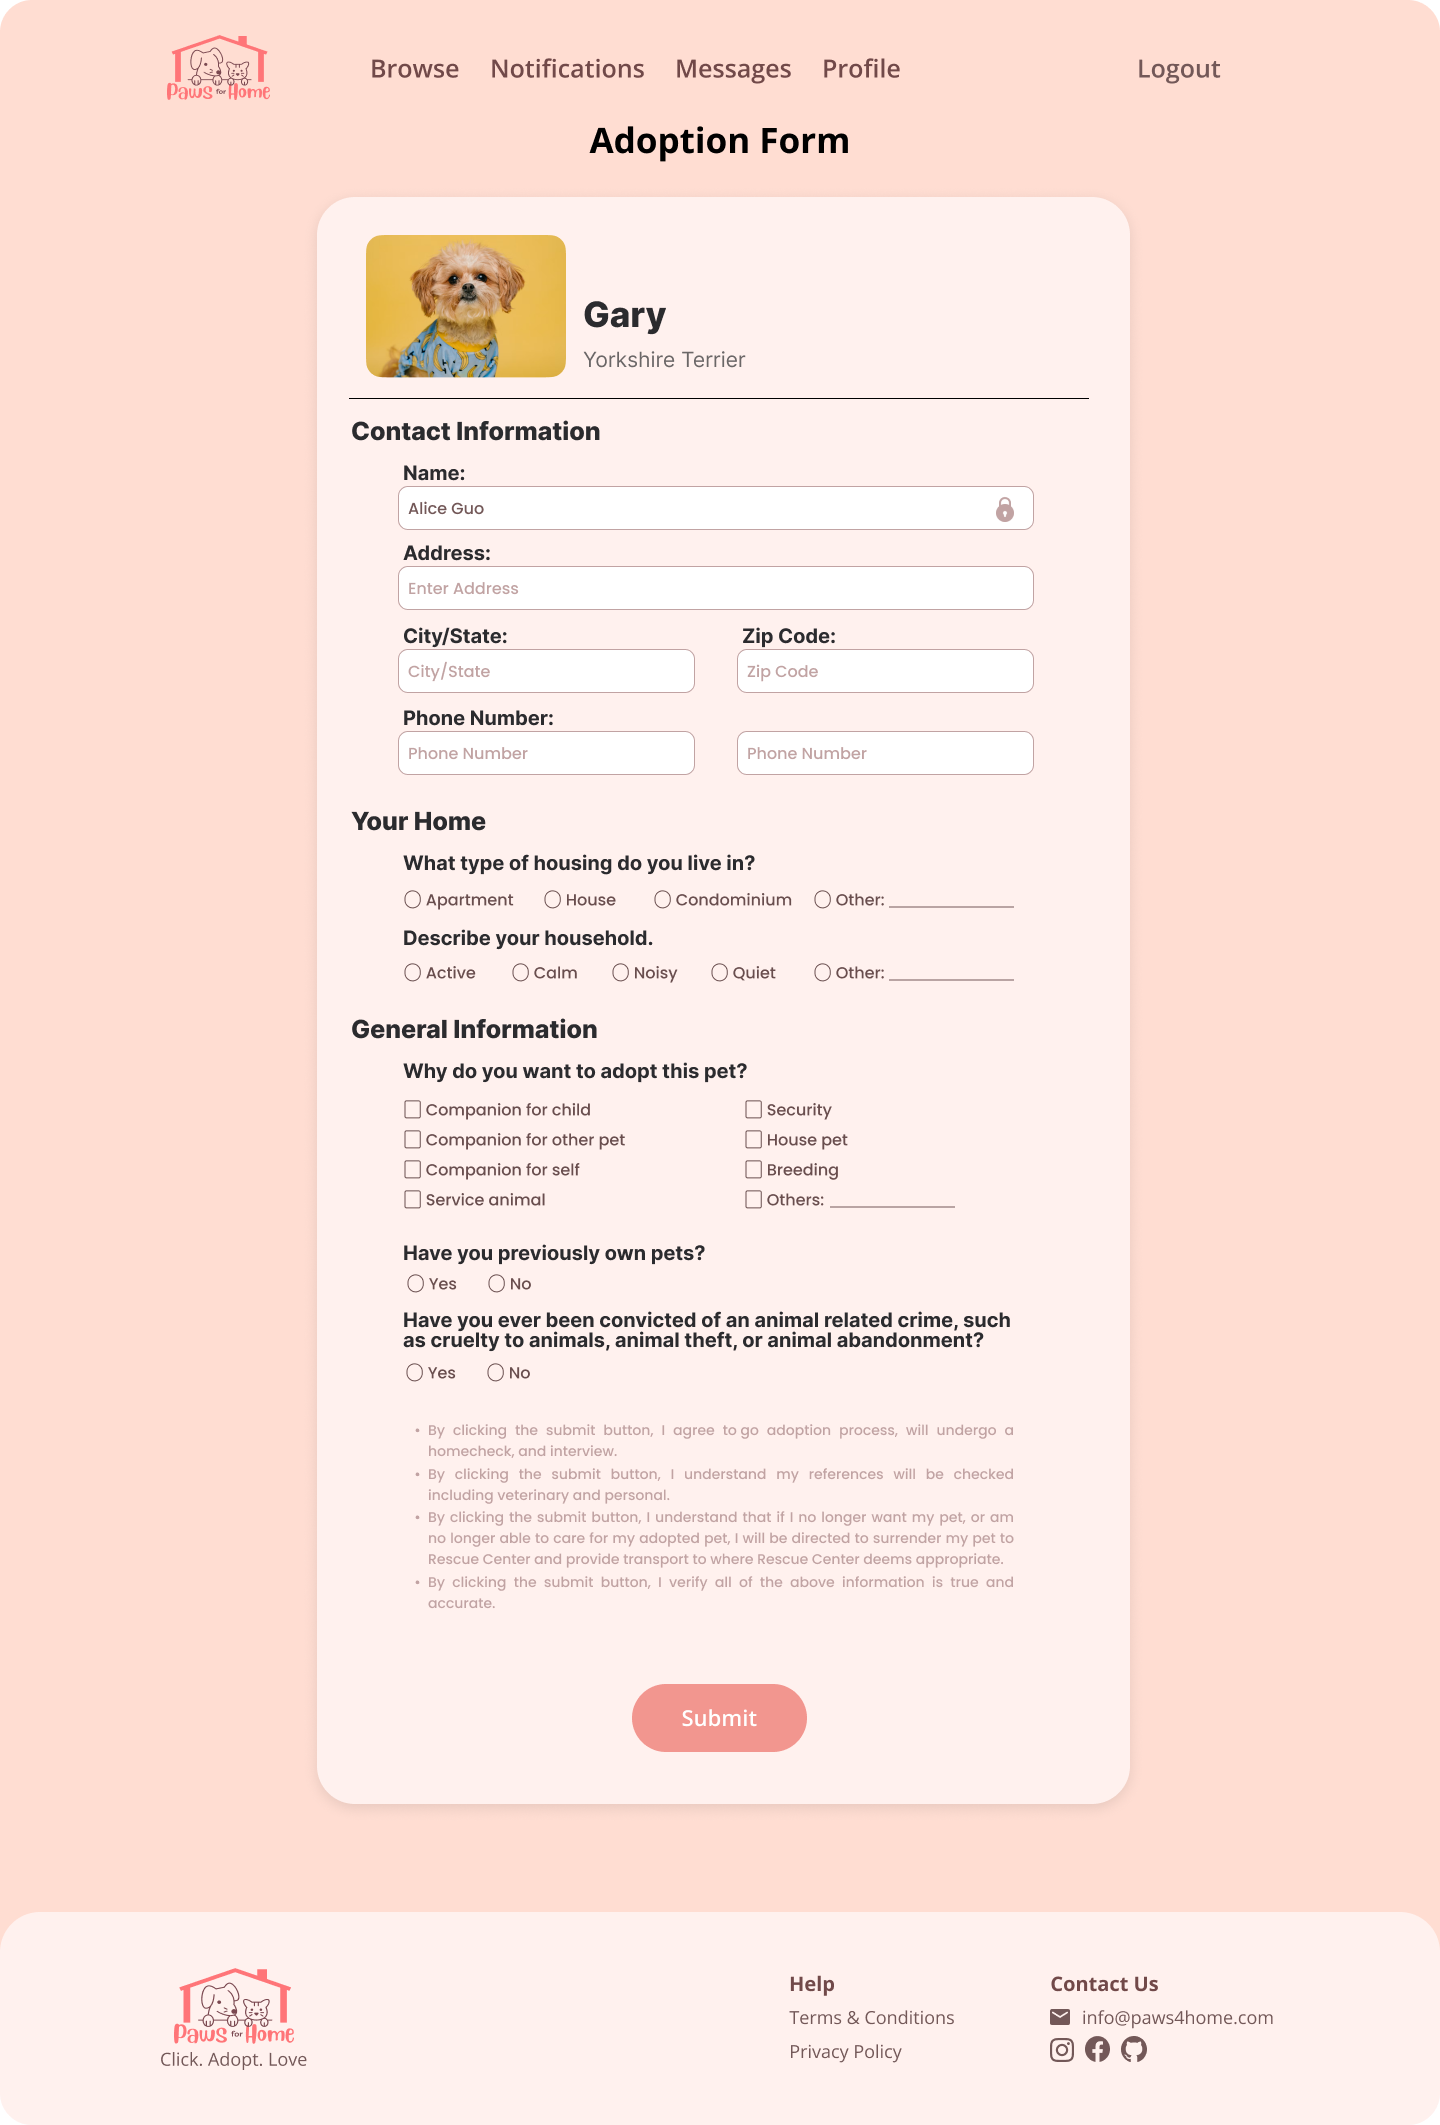 Paws for Home
Browse Notifications Messages Profile Logout
Adoption Form
Gary
Yorkshire Terrier
Contact Information
Name:
Alice Guo
Address:
Enter Address
City/State: Zip Code:
City/State Zip Code
Phone Number:
Phone Number Phone Number
Your Home
What type of housing do you live in?
Apartment House Condominium Other:
Describe your household.
Active Calm Noisy Quiet Other:
General Information
Why do you want to adopt this pet?
Companion for child Security
Companion for other pet House pet
Companion for self Breeding
Service animal Others:
Have you previously own pets?
Yes No
Have you ever been convicted of an animal related crime, such
as cruelty to animals, animal theft, or animal abandonment?
Yes No
• By clicking the submit button, I agree to go adoption process, will undergo a
homecheck, and interview.
• By clicking the submit button, I understand my references will be checked
including veterinary and personal.
• By clicking the submit button, I understand that if I no longer want my pet, or am
no longer able to care for my adopted pet, I will be directed to surrender my pet to
Rescue Center and provide transport to where Rescue Center deems appropriate.
• By clicking the submit button, I verify all of the above information is true and
accurate.
Submit
Paws for Home
Click. Adopt. Love
Help
Terms & Conditions
Privacy Policy
Contact Us
info@paws4home.com